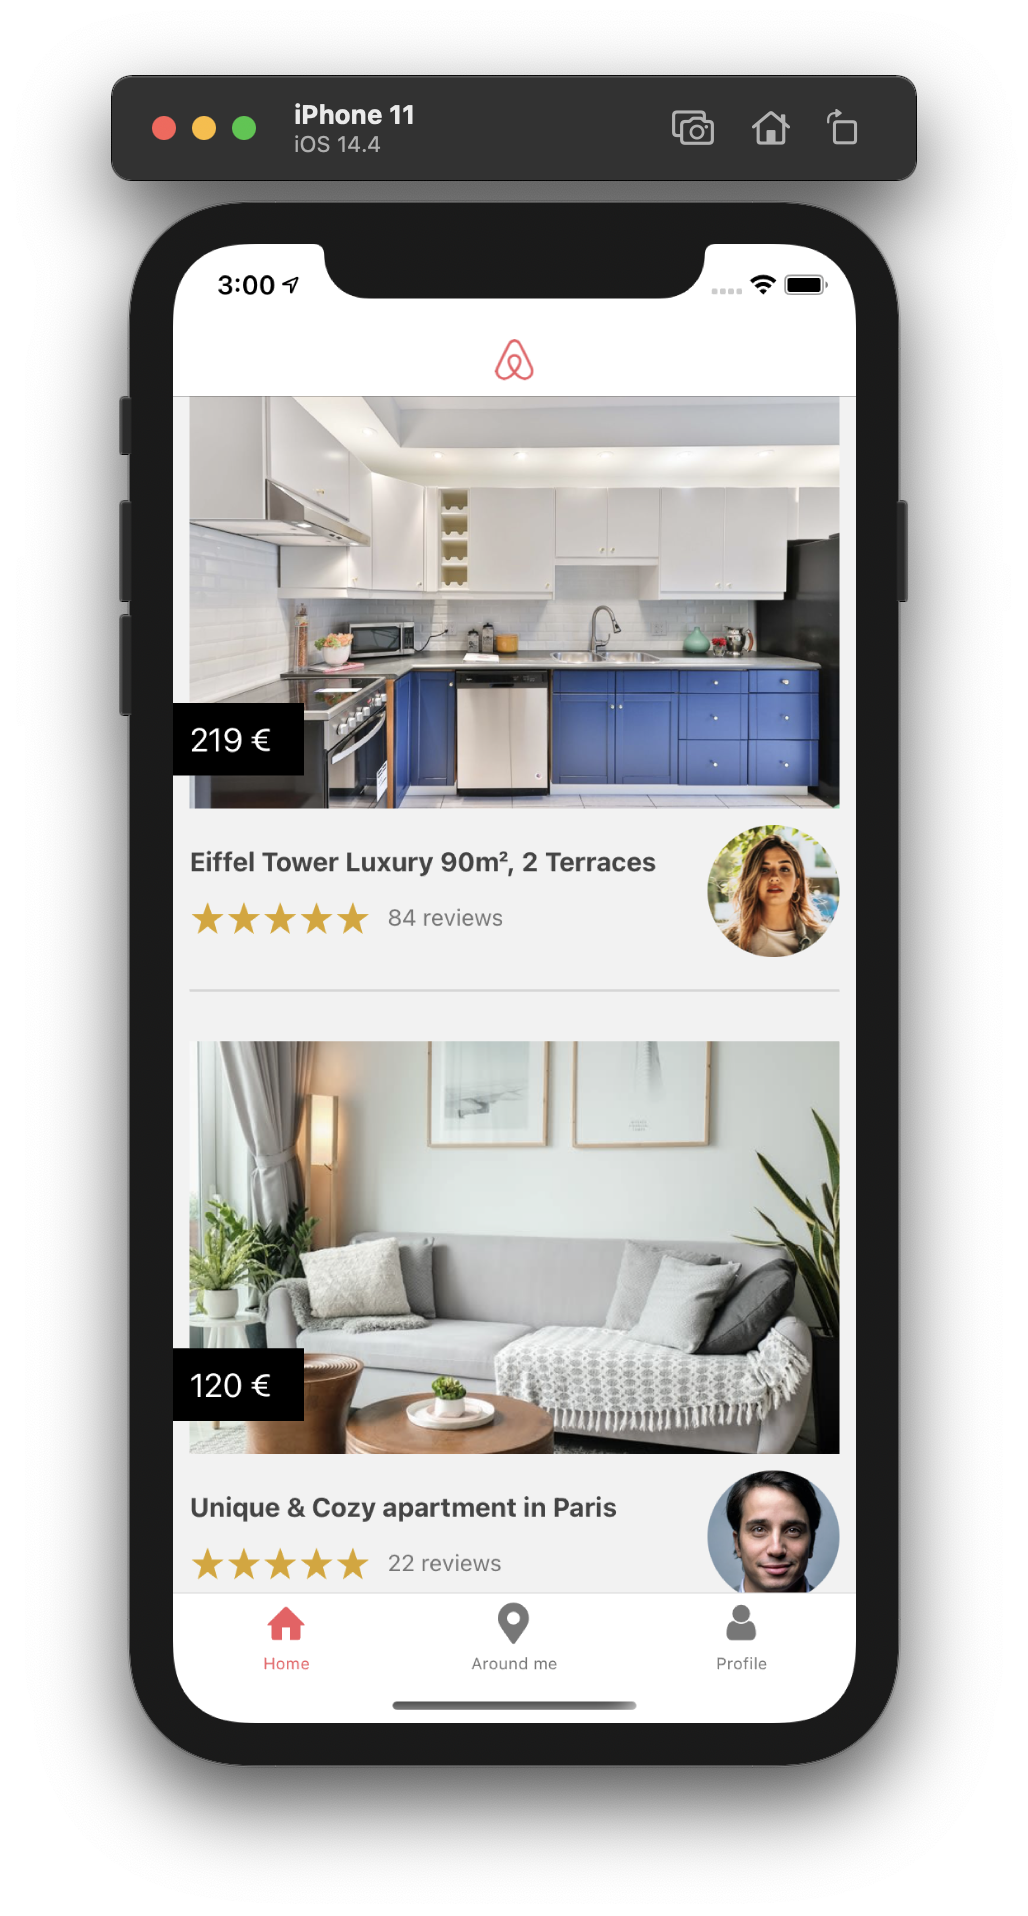 iPhone 11
iOS 14.4
3:00
219 €
Eiffel Tower Luxury 90m², 2 Terraces
84 reviews
120 €
Unique & Cozy apartment in Paris
22 reviews
Home
Around me
Profile